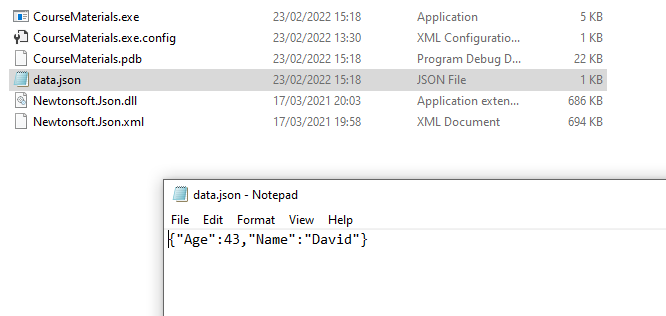 CourseMaterials.exe 23/02/2022 15:18 Application 5 KB
CourseMaterials.exe.config 23/02/2022 13:30 XML Configuratio... 1 KB
CourseMaterials.pdb 23/02/2022 15:18 Program Debug D... 22 KB
data.json 23/02/2022 15:18 JSON File 1 KB
Newtonsoft.Json.dll 17/03/2021 20:03 Application exten... 686 KB
Newtonsoft.Json.xml 17/03/2021 19:58 XML Document 694 KB
data.json - Notepad
File Edit Format View Help
{"Age":43,"Name":"David"}